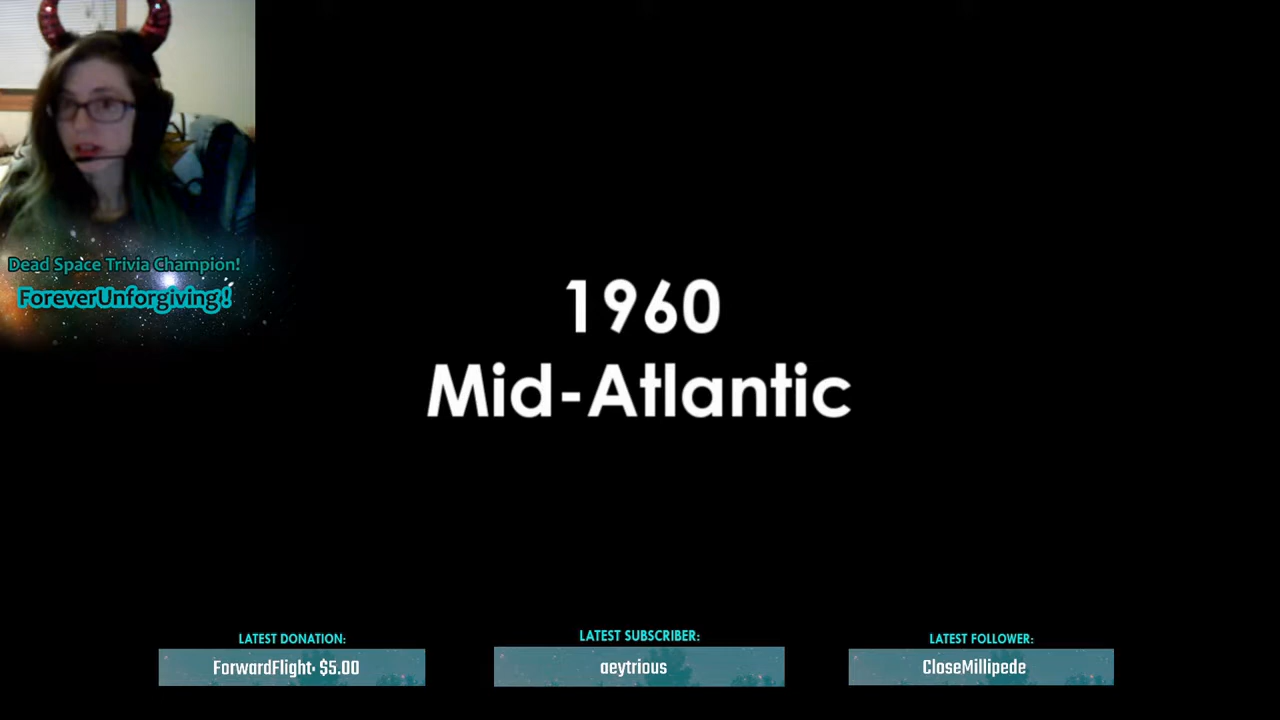 Dead Space Trivia Champion!
ForeverUnforgiving!
1960
Mid-Atlantic
LATEST DONATION:
ForwardFlight• $5.00
LATEST SUBSCRIBER:
aeytrious
LATEST FOLLOWER:
CloseMillipede